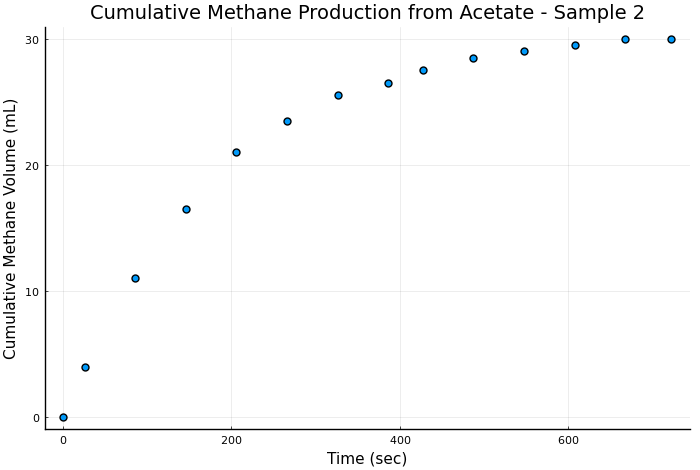 Cumulative Methane Production from Acetate - Sample 2
Cumulative Methane Volume (mL)
30
20
10
0
0 200 400 600
Time (sec)